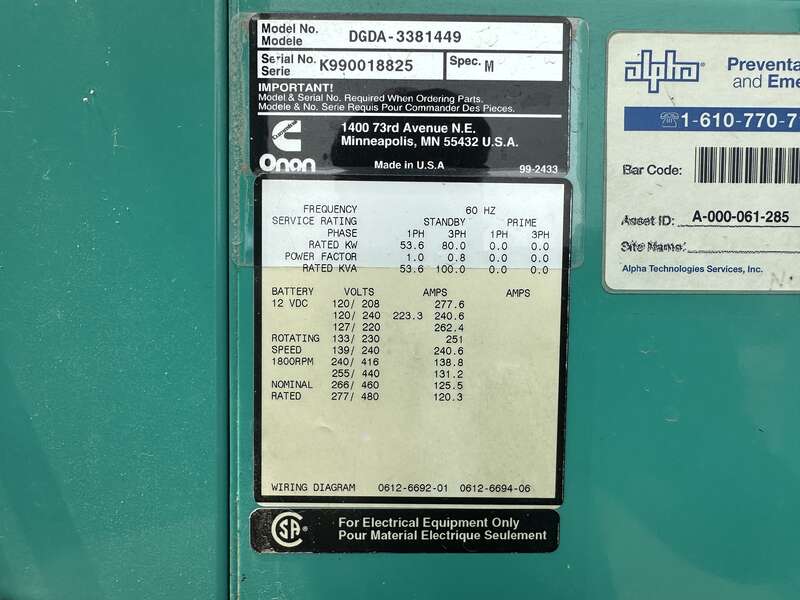 Model No.
Modele
DGDA-3381449
Serial No.
Serie
K990018825
Spec. M
IMPORTANT!
Model & Serial No. Required When Ordering Parts.
Modele & No. Serie Requis Pour Commander Des Pieces.
1400 73rd Avenue N.E.
Minneapolis, MN 55432 U.S.A.
Onan
Made in U.S.A
99-2433
FREQUENCY 60 HZ
SERVICE RATING STANDBY PRIME
PHASE 1PH 3PH 1PH 3PH
RATED KW 53.6 80.0 0.0 0.0
POWER FACTOR 1.0 0.8 0.0 0.0
RATED KVA 53.6 100.0 0.0 0.0
BATTERY VOLTS AMPS AMPS
12 VDC 120/ 208 277.6
120/ 240 223.3 240.6
127/ 220 262.4
ROTATING 133/ 230 251
SPEED 139/ 240 240.6
1800RPM 240/ 416 138.8
255/ 440 131.2
NOMINAL 266/ 460 125.5
RATED 277/ 480 120.3
WIRING DIAGRAM 0612-6692-01 0612-6694-06
For Electrical Equipment Only
Pour Material Electrique Seulement
alpha®
Preventa
and Eme
☎1-610-770-7
Bar Code:
Asset ID: A-000-061-285
Site Name:
Alpha Technologies Services, Inc.